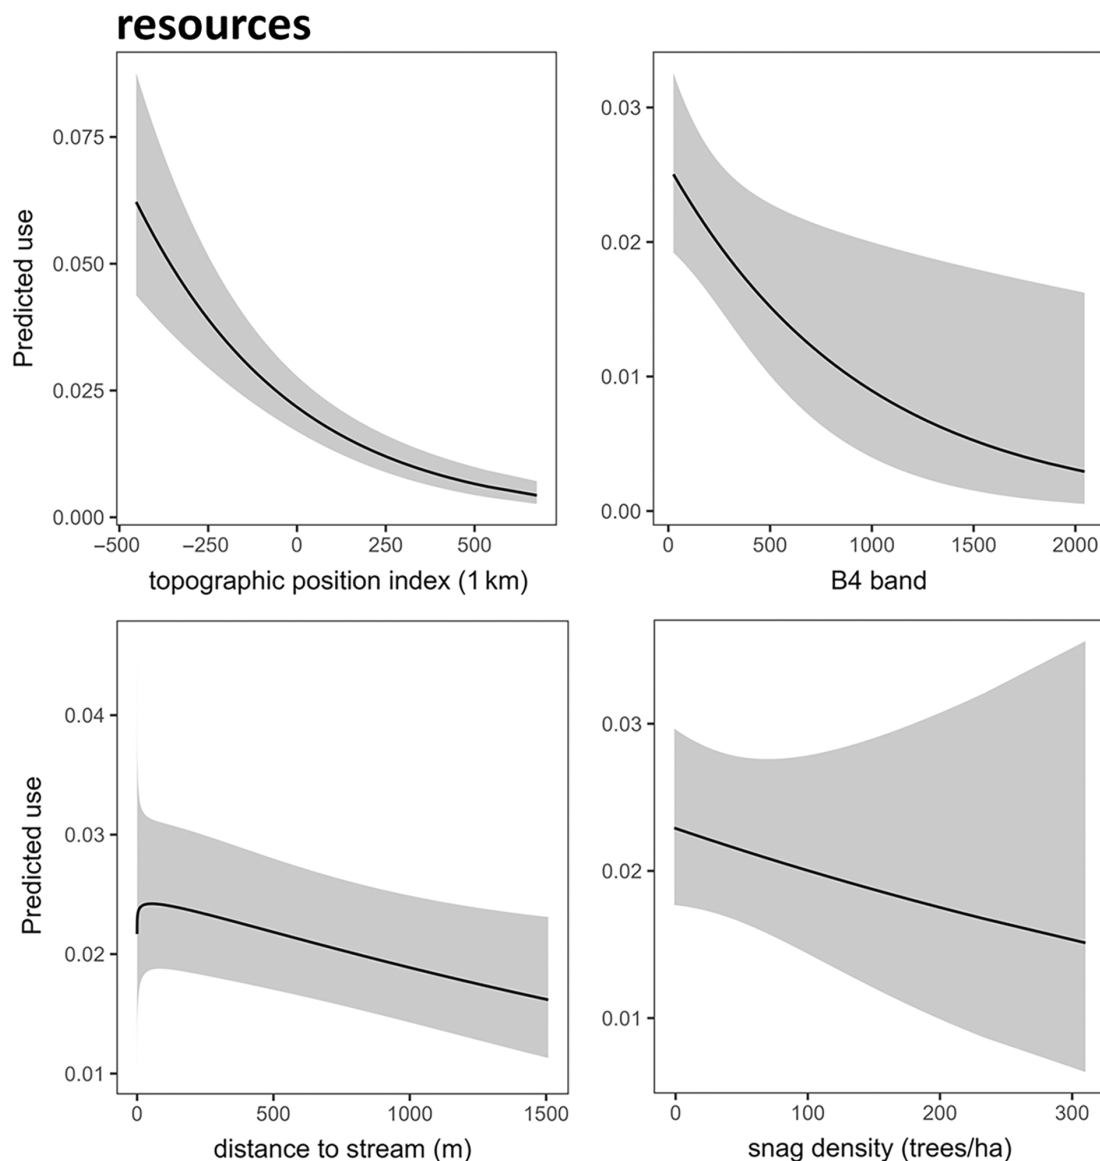 resources
Predicted use
0.075
0.050
0.025
0.000
−500 −250 0 250 500
topographic position index (1 km)
0.03
0.02
0.01
0.00
0 500 1000 1500 2000
B4 band
Predicted use
0.04
0.03
0.02
0.01
0 500 1000 1500
distance to stream (m)
0.03
0.02
0.01
0 100 200 300
snag density (trees/ha)